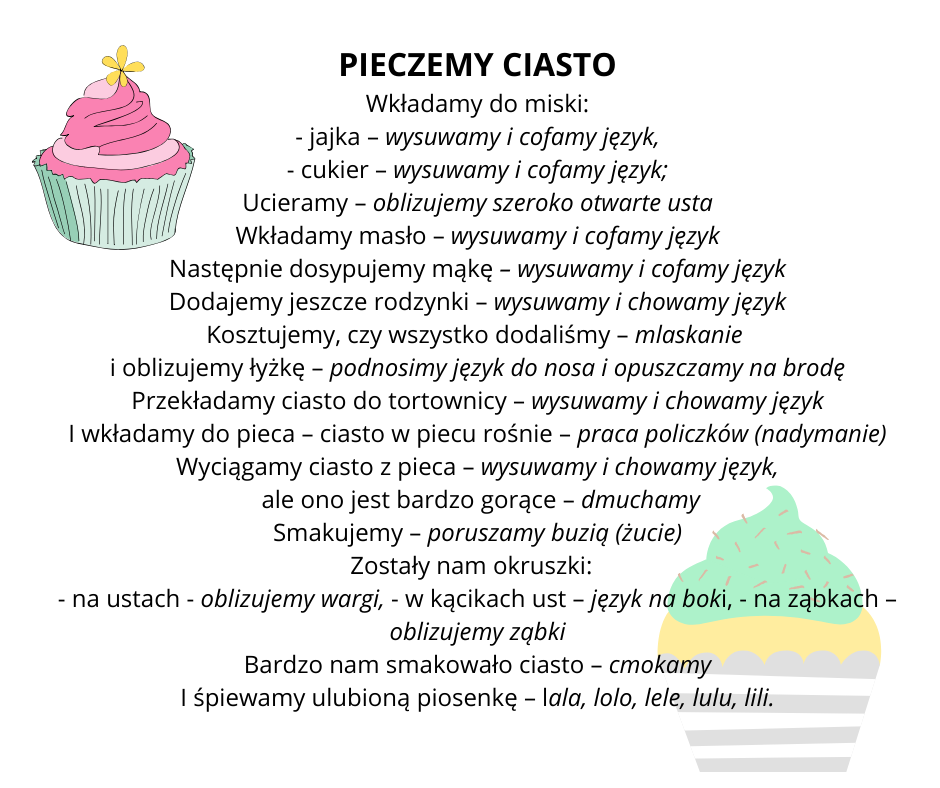 PIECZEMY CIASTO
Wkładamy do miski:
- jajka – wysuwamy i cofamy język,
- cukier – wysuwamy i cofamy język;
Ucieramy – oblizujemy szeroko otwarte usta
Wkładamy masło – wysuwamy i cofamy język
Następnie dosypujemy mąkę – wysuwamy i cofamy język
Dodajemy jeszcze rodzynki – wysuwamy i chowamy język
Kosztujemy, czy wszystko dodaliśmy – mlaskanie
i oblizujemy łyżkę – podnosimy język do nosa i opuszczamy na brodę
Przekładamy ciasto do tortownicy – wysuwamy i chowamy język
I wkładamy do pieca – ciasto w piecu rośnie – praca policzków (nadymanie)
Wyciągamy ciasto z pieca – wysuwamy i chowamy język,
ale ono jest bardzo gorące – dmuchamy
Smakujemy – poruszamy buzią (żucie)
Zostały nam okruszki:
- na ustach - oblizujemy wargi, - w kącikach ust – język na boki, - na ząbkach –
oblizujemy ząbki
Bardzo nam smakowało ciasto – cmokamy
I śpiewamy ulubioną piosenkę – lala, lolo, lele, lulu, lili.